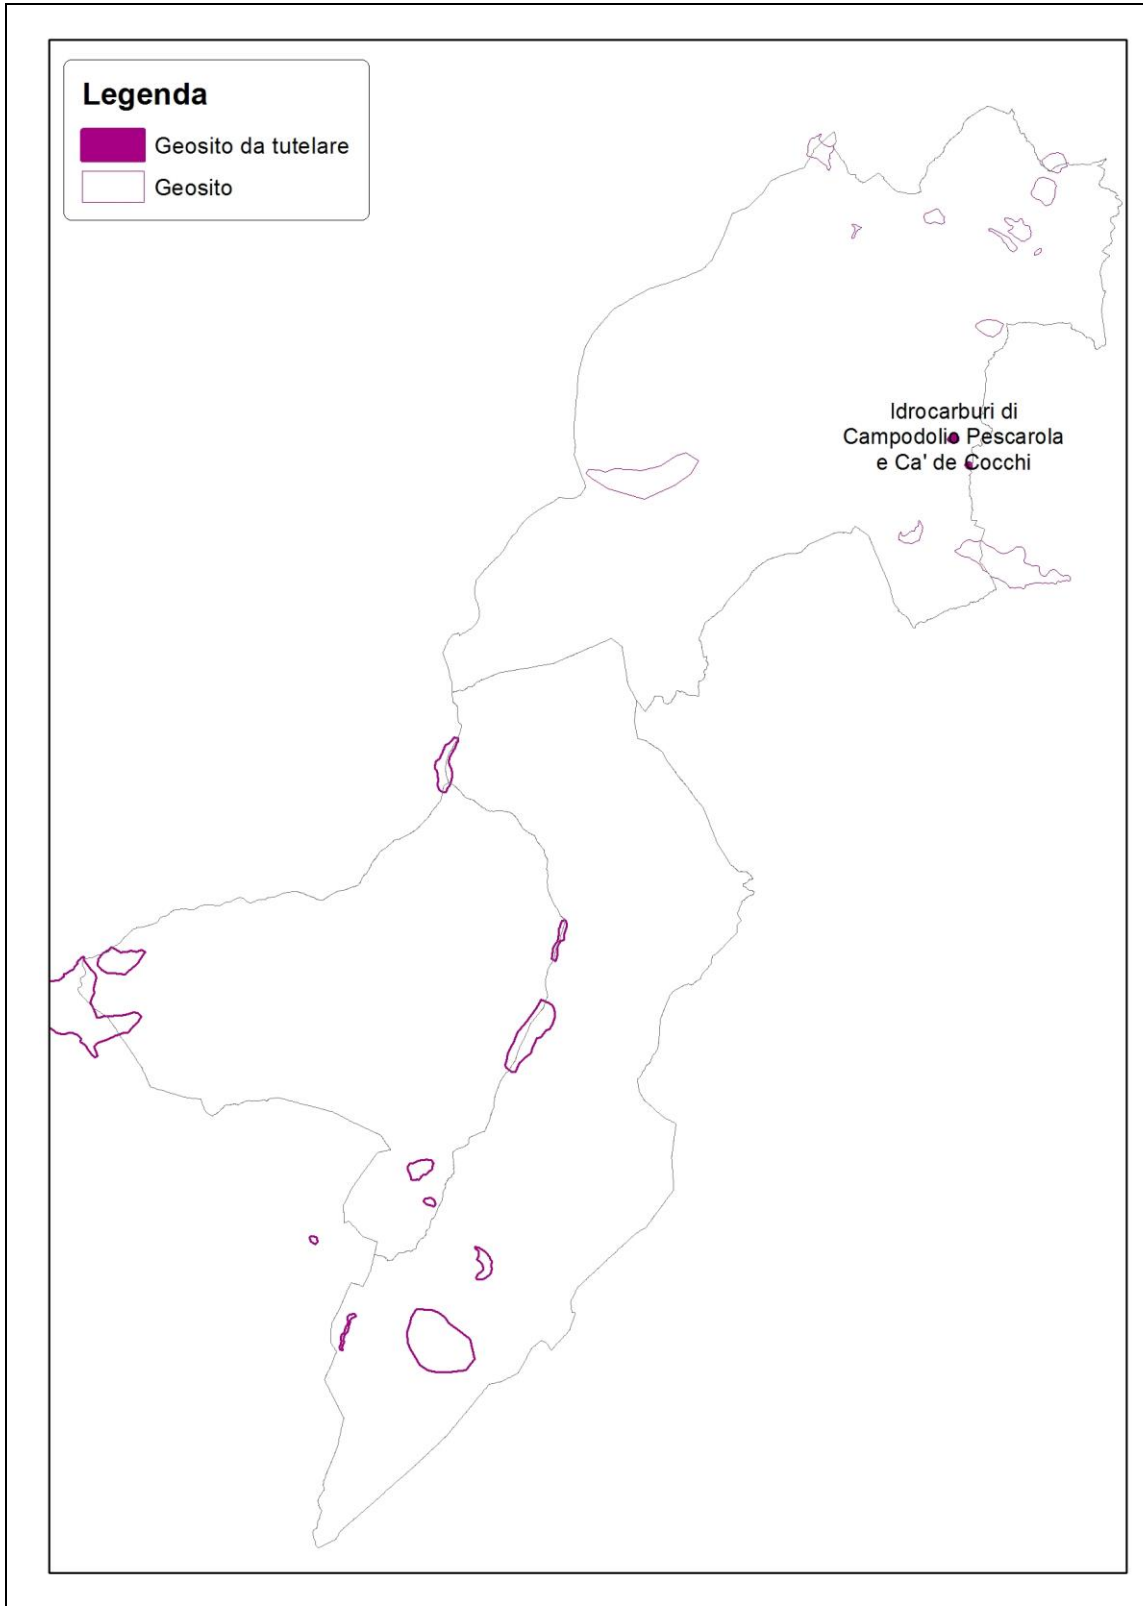 Legenda
Geosito da tutelare
Geosito
Idrocarburi di
Campodolio Pescarola
e Ca' de Cocchi